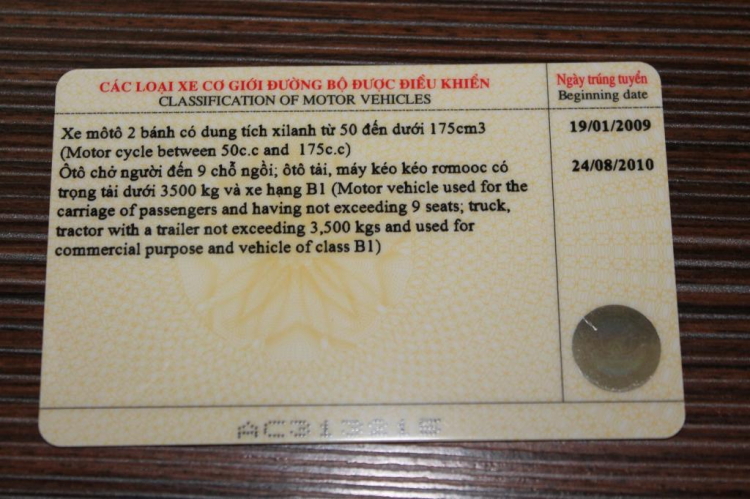 CÁC LOẠI XE CƠ GIỚI ĐƯỜNG BỘ ĐƯỢC ĐIỀU KHIỂN
CLASSIFICATION OF MOTOR VEHICLES
Ngày trúng tuyển
Beginning date
Xe môtô 2 bánh có dung tích xilanh từ 50 đến dưới 175cm3
19/01/2009
(Motor cycle between 50c.c and 175c.c)
Ôtô chở người đến 9 chỗ ngồi; ôtô tải, máy kéo kéo rơmooc có
24/08/2010
trọng tải dưới 3500 kg và xe hạng B1 (Motor vehicle used for the
carriage of passengers and having not exceeding 9 seats; truck,
tractor with a trailer not exceeding 3,500 kgs and used for
commercial purpose and vehicle of class B1)